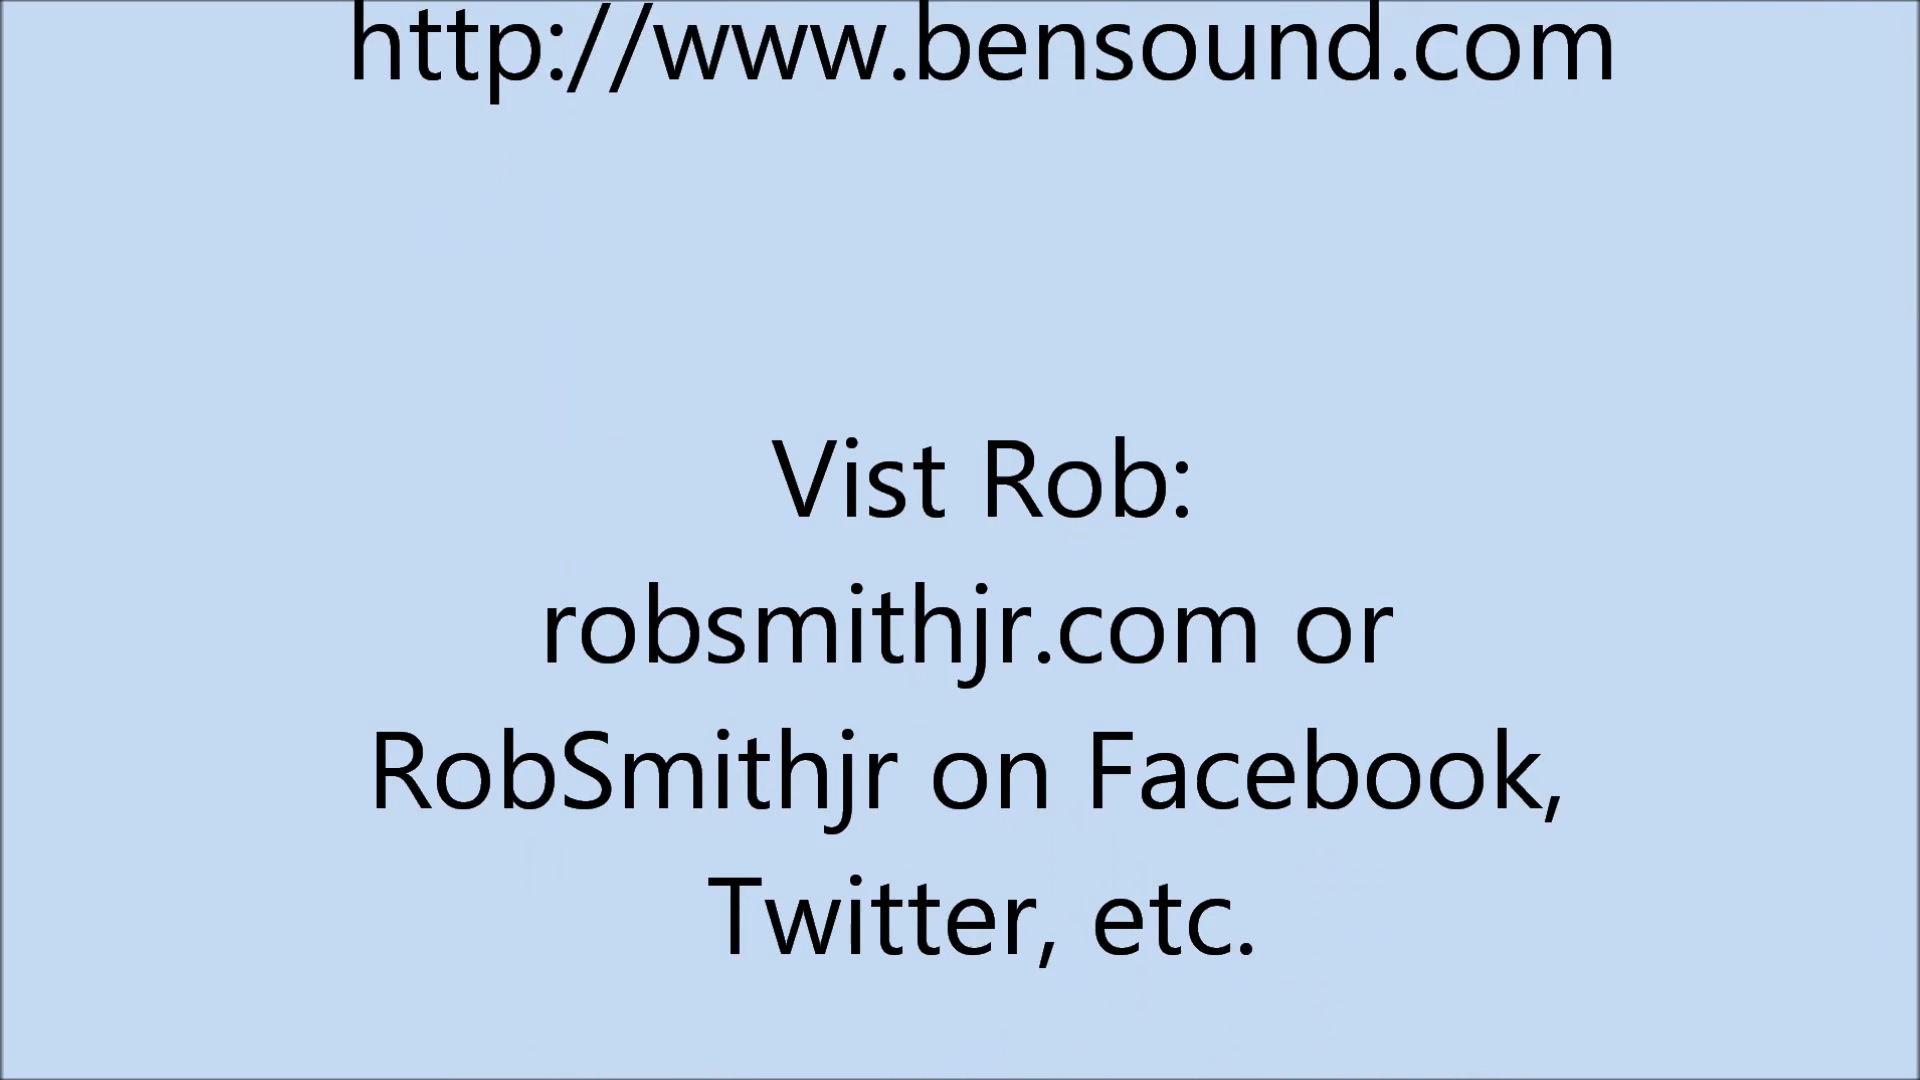 http://www.bensound.com
Vist Rob:
robsmithjr.com or
RobSmithjr on Facebook,
Twitter, etc.